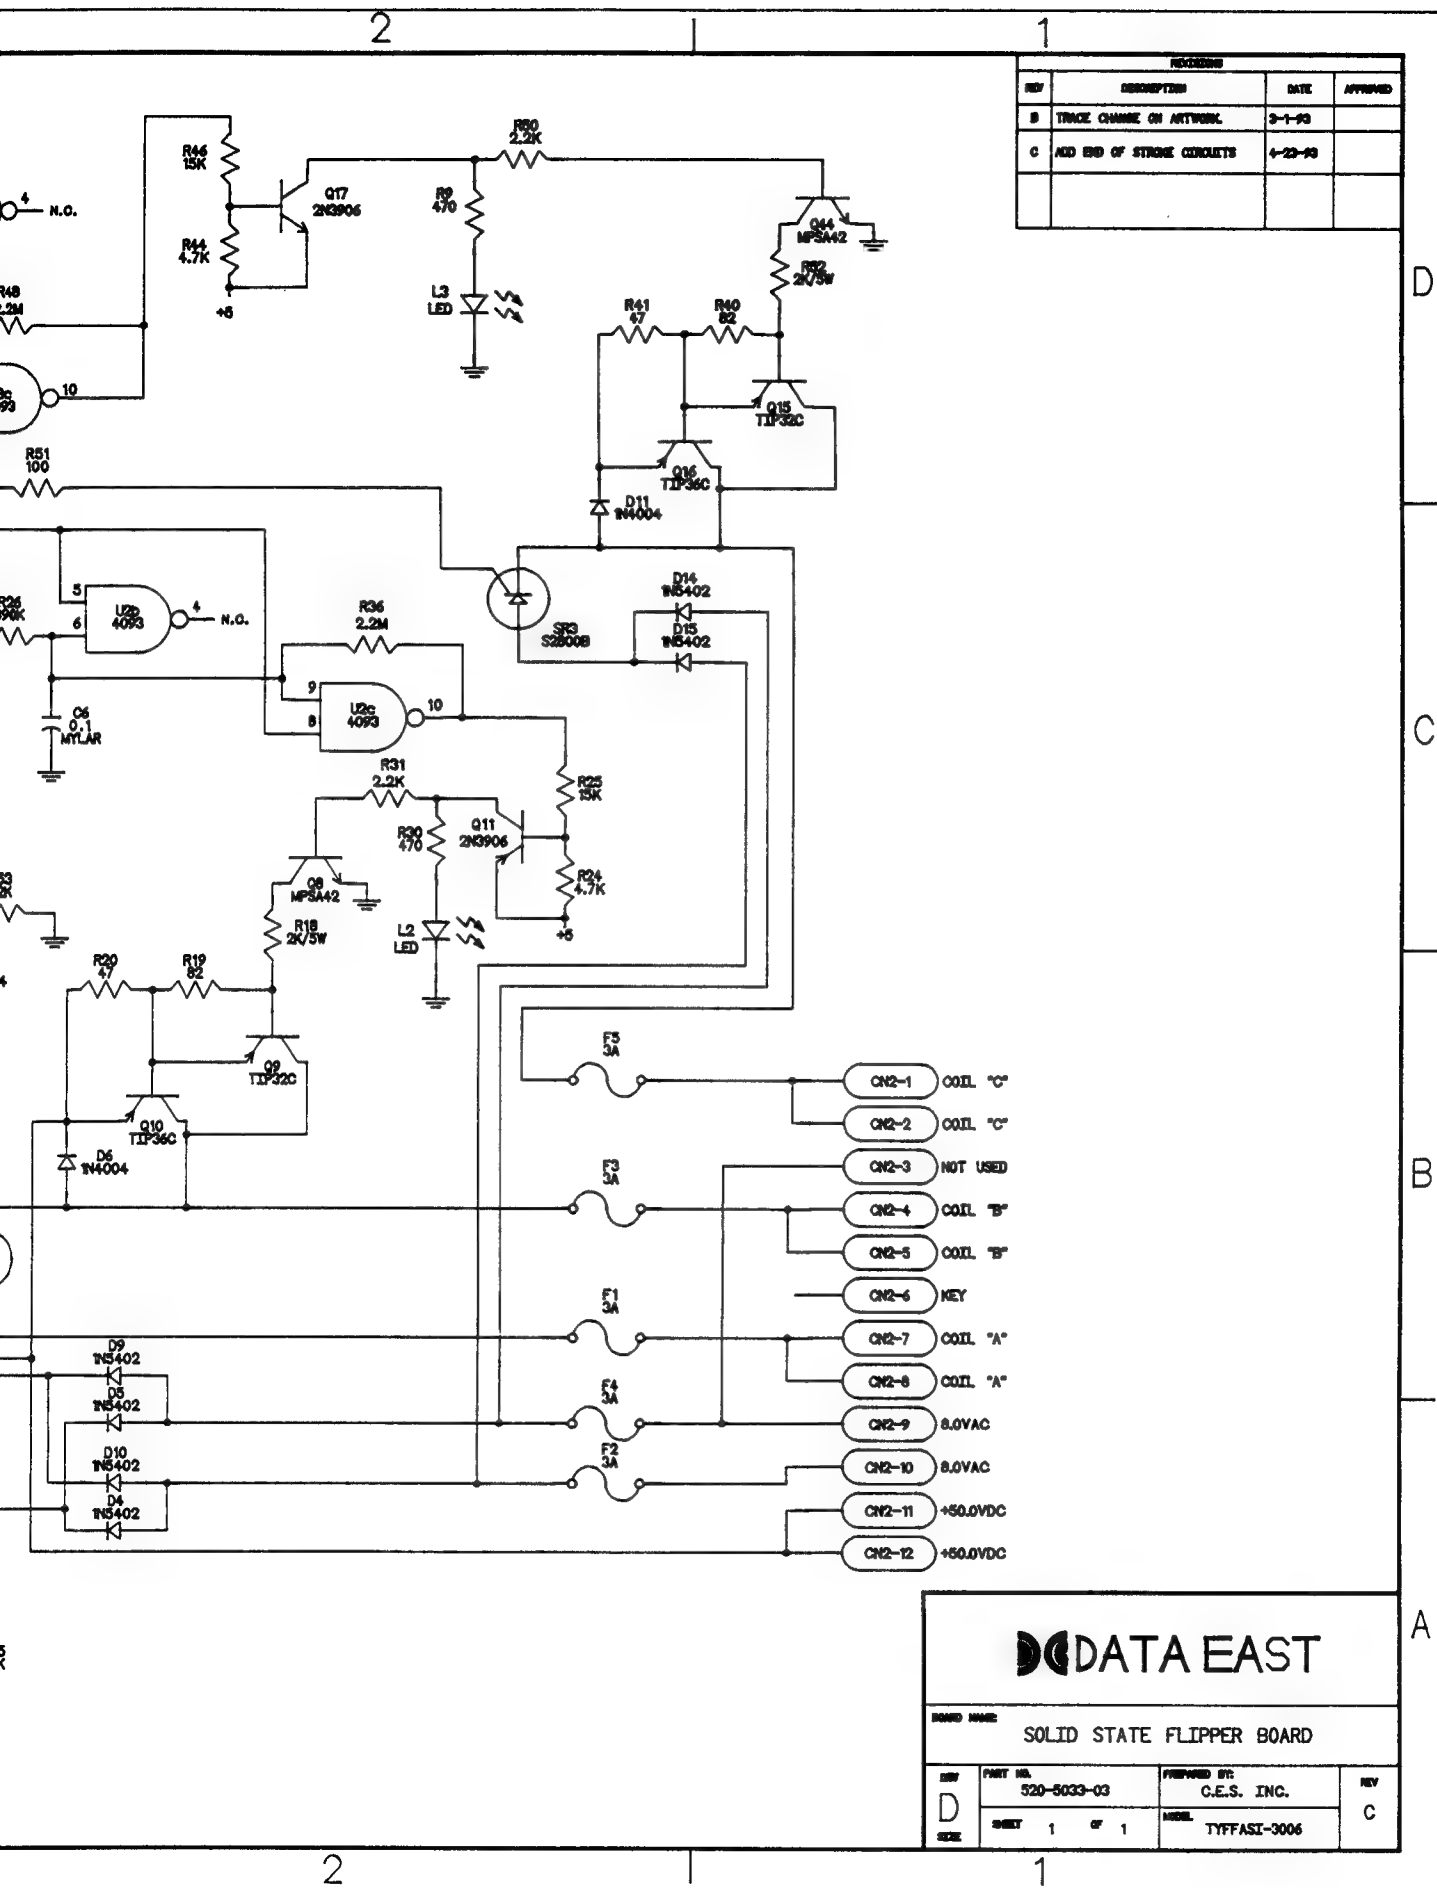 2
1
REVISIONS
REV DESCRIPTION DATE APPROVED
B TRACE CHANGE ON ARTWORK. 3-1-93
C ADD END OF STROKE CIRCUITS 4-23-93
D
R46
15K
Q17
2N3906
R44
4.7K
+5
4 N.C.
R50
2.2K
R9
470
L3
LED
Q44
MPSA42
R52
2K/5W
R41
47
R40
82
Q15
TIP32C
Q16
TIP36C
D11
1N4004
R48
10
R51
100
C
SR3
S2800B
D14
1N5402
D15
1N5402
R26
5
6
U2b
4093
4 N.C.
R36
2.2M
9
8
U2c
4093
10
C6
0.1
MYLAR
R31
2.2K
R25
15K
R30
470
Q11
2N3906
R24
4.7K
+5
Q8
MPSA42
R18
2K/5W
L2
LED
R20
47
R19
82
Q9
TIP32C
Q10
TIP36C
D6
1N4004
B
F5
3A
CN2-1 COIL "C"
CN2-2 COIL "C"
CN2-3 NOT USED
F3
3A
CN2-4 COIL "B"
CN2-5 COIL "B"
CN2-6 KEY
F1
3A
CN2-7 COIL "A"
CN2-8 COIL "A"
D9
1N5402
D5
1N5402
F4
3A
CN2-9 8.0VAC
D10
1N5402
F2
3A
CN2-10 8.0VAC
D4
1N5402
CN2-11 +50.0VDC
CN2-12 +50.0VDC
A
DATA EAST
BOARD NAME:
SOLID STATE FLIPPER BOARD
DWG
D
SIZE
PART NO.
520-5033-03
PREPARED BY:
C.E.S. INC.
REV
C
SHEET 1 OF 1
MODEL
TYFFASI-3006
2
1